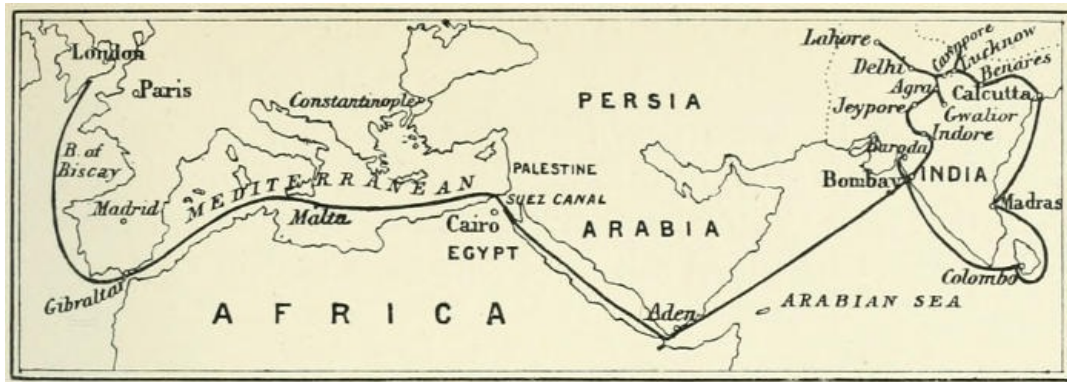 London
Paris
B. of
Biscay
Madrid
Gibraltar
MEDITERRANEAN
Malta
Constantinople
PALESTINE
SUEZ CANAL
Cairo
EGYPT
AFRICA
PERSIA
ARABIA
Aden
ARABIAN SEA
Lahore
Delhi
Agra
Jeypore
Cawnpore
Lucknow
Benares
Calcutta
Gwalior
Indore
Baroda
Bombay
INDIA
Madras
Colombo